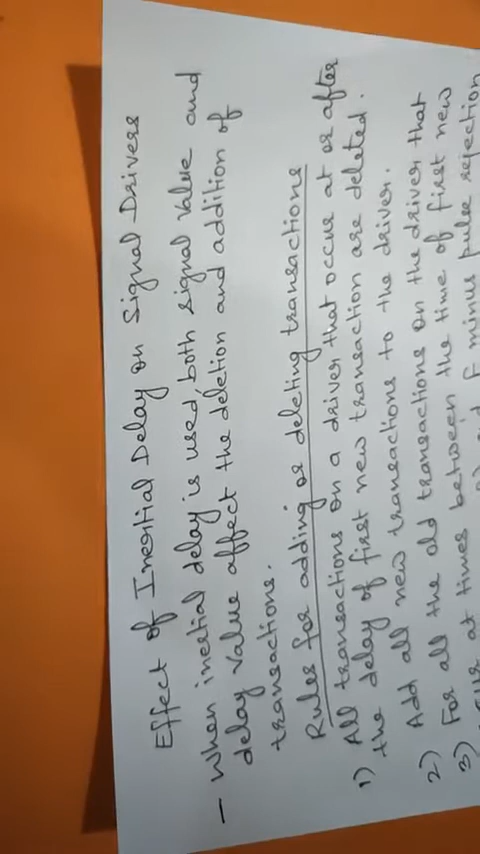 Effect of Inertial Delay on Signal Drivers
- When inertial delay is used, both signal value and
delay value affect the deletion and addition of
transactions.
Rules for adding or deleting transactions
1) All transactions on a driver that occur at or after
the delay of first new transaction are deleted.
2) Add all new transactions to the driver.
3) For all the old transactions on the driver that
at times between the time of first new
minus pulse rejection